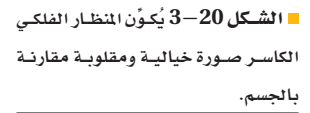 الشكل 20–3 يُكوِّن المنظار الفلكي
الكاسر صورة خيالية ومقلوبة مقارنة
بالجسم.